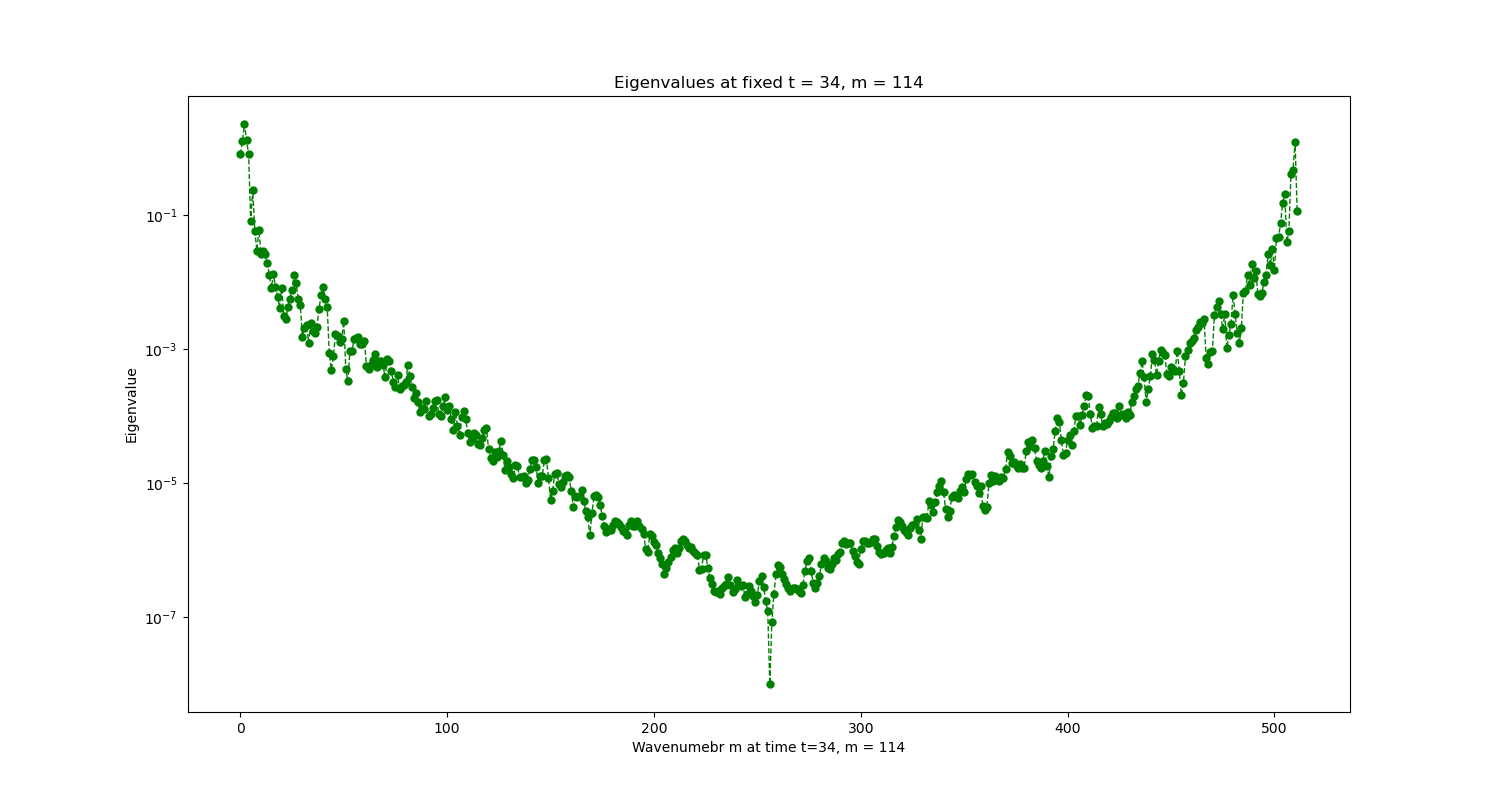 Eigenvalues at fixed t = 34, m = 114
Eigenvalue
10⁻¹
10⁻³
10⁻⁵
10⁻⁷
0 100 200 300 400 500
Wavenumebr m at time t=34, m = 114